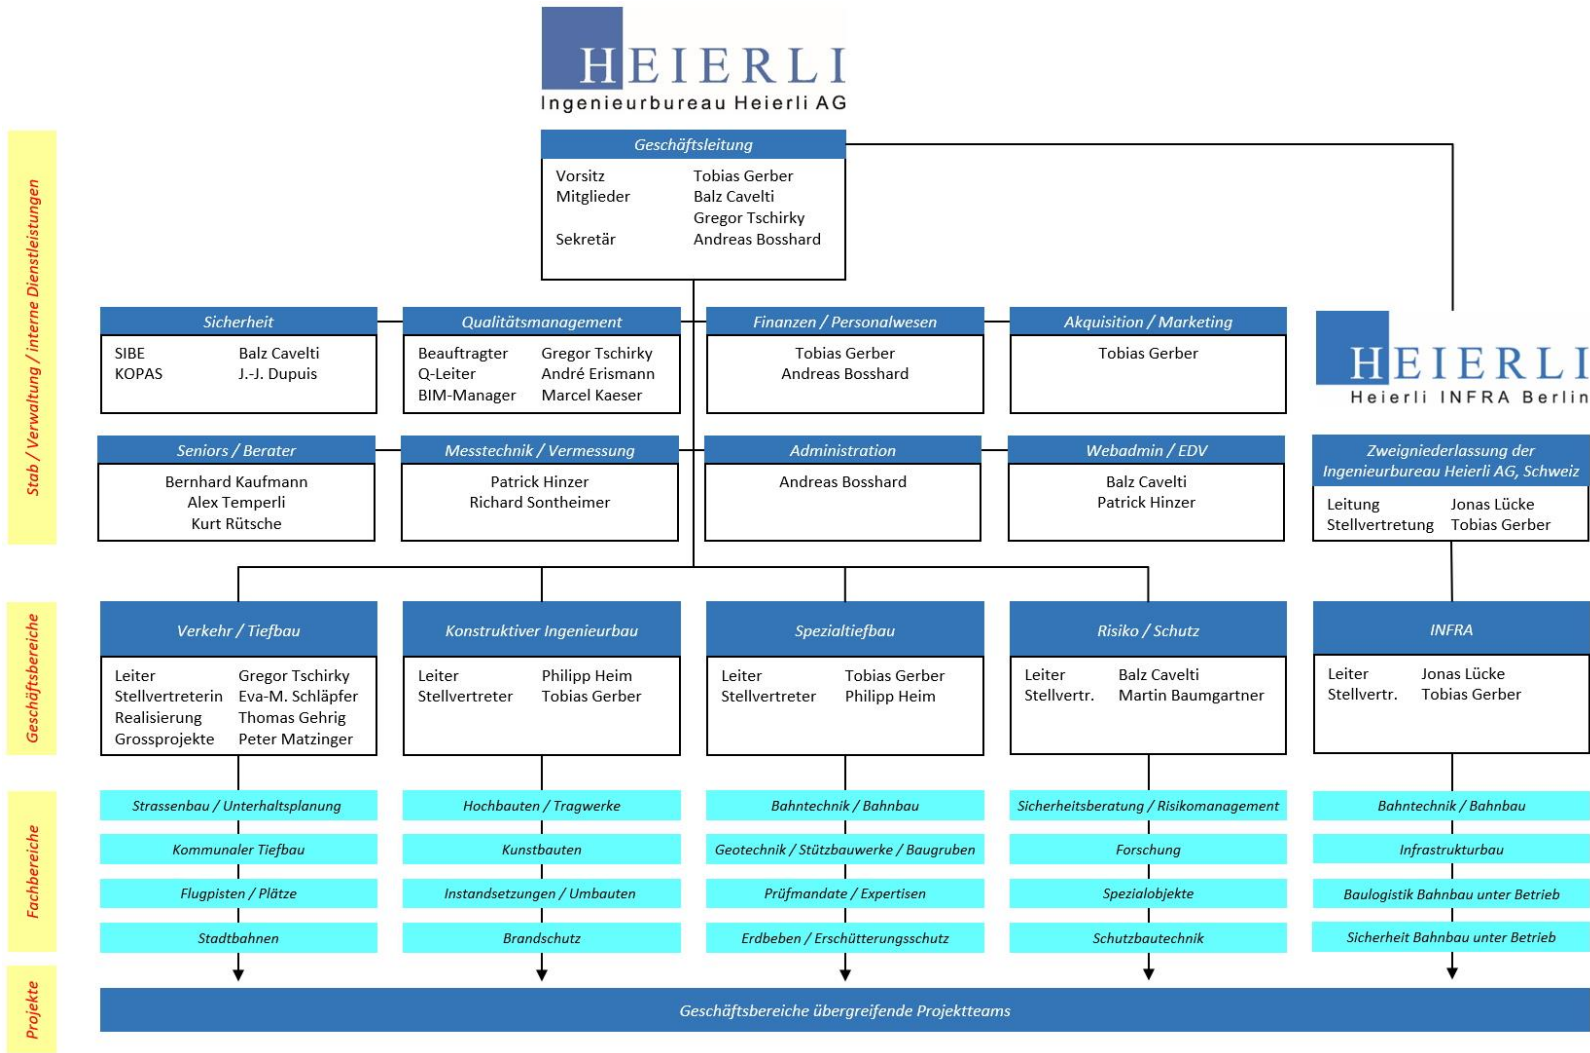 HEIERLI
Ingenieurbureau Heierli AG
Geschäftsleitung
Vorsitz Tobias Gerber
Mitglieder Balz Cavelti
Gregor Tschirky
Sekretär Andreas Bosshard
Stab / Verwaltung / interne Dienstleistungen
Sicherheit
SIBE Balz Cavelti
KOPAS J.-J. Dupuis
Qualitätsmanagement
Beauftragter Gregor Tschirky
Q-Leiter André Erismann
BIM-Manager Marcel Kaeser
Finanzen / Personalwesen
Tobias Gerber
Andreas Bosshard
Akquisition / Marketing
Tobias Gerber
HEIERLI
Heierli INFRA Berlin
Seniors / Berater
Bernhard Kaufmann
Alex Temperli
Kurt Rütsche
Messtechnik / Vermessung
Patrick Hinzer
Richard Sontheimer
Administration
Andreas Bosshard
Webadmin / EDV
Balz Cavelti
Patrick Hinzer
Zweigniederlassung der
Ingenieurbureau Heierli AG, Schweiz
Leitung Jonas Lücke
Stellvertretung Tobias Gerber
Geschäftsbereiche
Verkehr / Tiefbau
Leiter Gregor Tschirky
Stellvertreterin Eva-M. Schläpfer
Realisierung Thomas Gehrig
Grossprojekte Peter Matzinger
Konstruktiver Ingenieurbau
Leiter Philipp Heim
Stellvertreter Tobias Gerber
Spezialtiefbau
Leiter Tobias Gerber
Stellvertreter Philipp Heim
Risiko / Schutz
Leiter Balz Cavelti
Stellvertr. Martin Baumgartner
INFRA
Leiter Jonas Lücke
Stellvertr. Tobias Gerber
Fachbereiche
Strassenbau / Unterhaltsplanung
Kommunaler Tiefbau
Flugpisten / Plätze
Stadtbahnen
Hochbauten / Tragwerke
Kunstbauten
Instandsetzungen / Umbauten
Brandschutz
Bahntechnik / Bahnbau
Geotechnik / Stützbauwerke / Baugruben
Prüfmandate / Expertisen
Erdbeben / Erschütterungsschutz
Sicherheitsberatung / Risikomanagement
Forschung
Spezialobjekte
Schutzbautechnik
Bahntechnik / Bahnbau
Infrastrukturbau
Baulogistik Bahnbau unter Betrieb
Sicherheit Bahnbau unter Betrieb
Projekte
Geschäftsbereiche übergreifende Projektteams